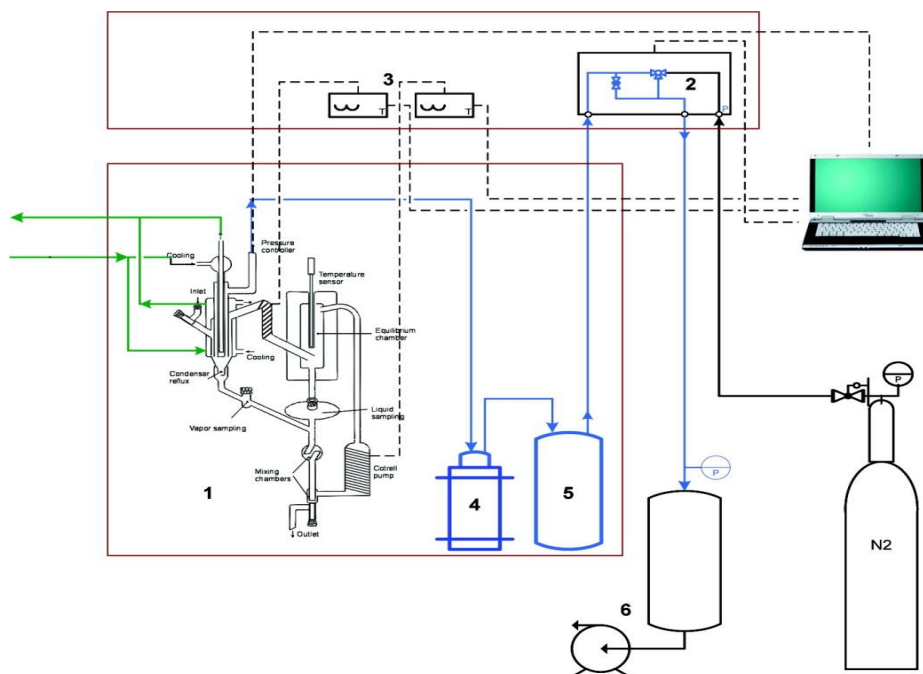 3
T
T
2
P
Cooling
Pressure
controller
Temperature
sensor
Inlet
Equilibrium
chamber
Cooling
Condenser
reflux
Liquid
sampling
Vapor sampling
P
Mixing
chambers
Cotrell
pump
1
4
5
P
N2
Outlet
6